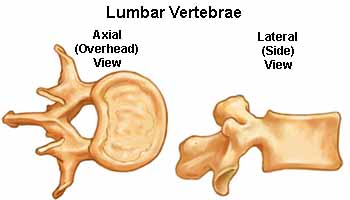 Lumbar Vertebrae
Axial
(Overhead)
View
Lateral
(Side)
View